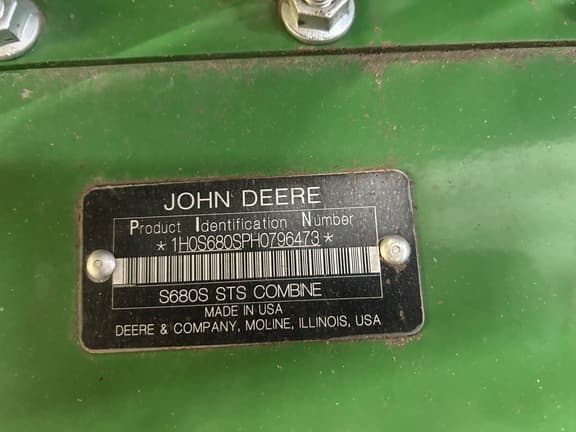 JOHN DEERE
Product Identification Number
*1H0S680SPH0796473*
S680S STS COMBINE
MADE IN USA
DEERE & COMPANY, MOLINE, ILLINOIS, USA